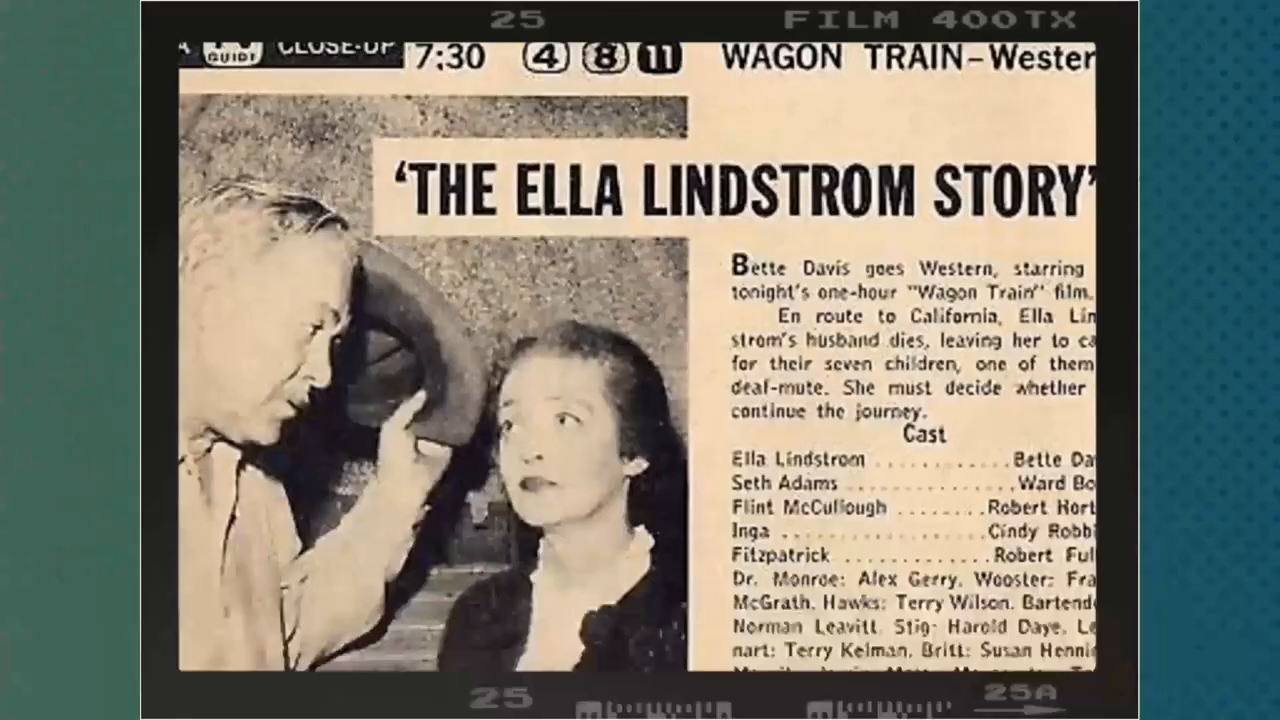 25 FILM 400TX
GUIDE CLOSE-UP 7:30 4 8 11 WAGON TRAIN–Wester
'THE ELLA LINDSTROM STORY'
Bette Davis goes Western, starring
tonight's one-hour "Wagon Train" film.
En route to California, Ella Lin
strom's husband dies, leaving her to ca
for their seven children, one of them
deaf-mute. She must decide whether
continue the journey.
Cast
Ella Lindstrom ............ Bette Da
Seth Adams ............... Ward Bo
Flint McCullough ........ Robert Hort
Inga .................... Cindy Robbi
Fitzpatrick ............. Robert Ful
Dr. Monroe: Alex Gerry. Wooster: Fra
McGrath. Hawks: Terry Wilson. Bartende
Norman Leavitt. Stig: Harold Daye. Le
nart: Terry Kelman. Britt: Susan Hennin
25 25A